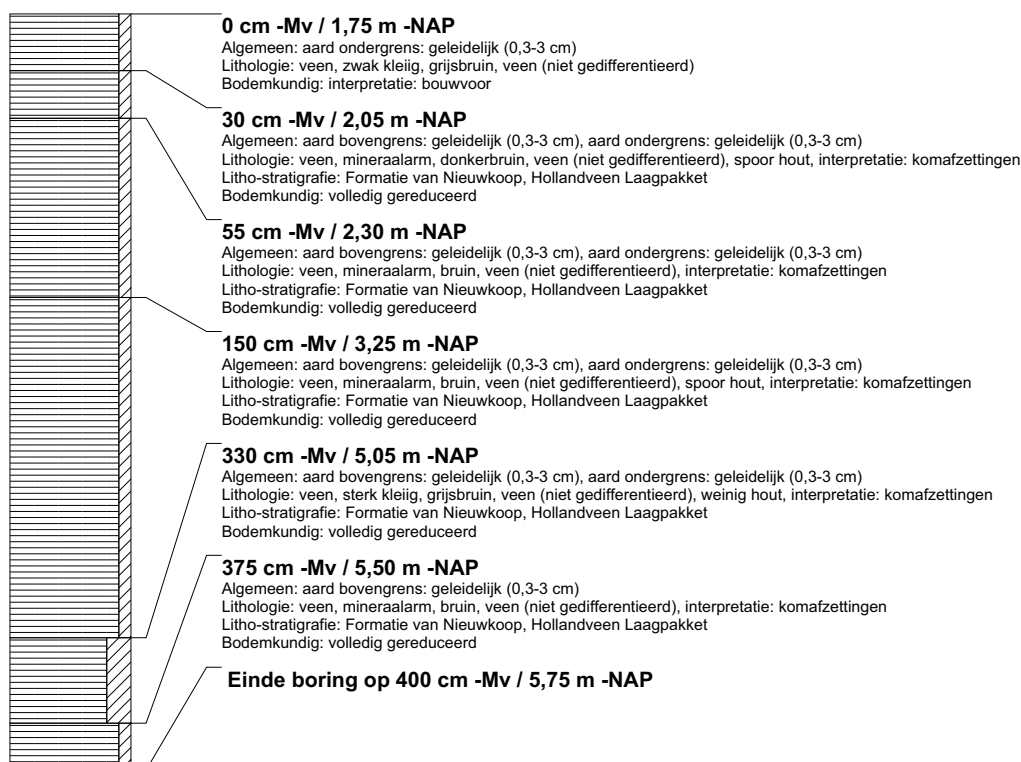 0 cm -Mv / 1,75 m -NAP
Algemeen: aard ondergrens: geleidelijk (0,3-3 cm)
Lithologie: veen, zwak kleiig, grijsbruin, veen (niet gedifferentieerd)
Bodemkundig: interpretatie: bouwvoor
30 cm -Mv / 2,05 m -NAP
Algemeen: aard bovengrens: geleidelijk (0,3-3 cm), aard ondergrens: geleidelijk (0,3-3 cm)
Lithologie: veen, mineraalarm, donkerbruin, veen (niet gedifferentieerd), spoor hout, interpretatie: komafzettingen
Litho-stratigrafie: Formatie van Nieuwkoop, Hollandveen Laagpakket
Bodemkundig: volledig gereduceerd
55 cm -Mv / 2,30 m -NAP
Algemeen: aard bovengrens: geleidelijk (0,3-3 cm), aard ondergrens: geleidelijk (0,3-3 cm)
Lithologie: veen, mineraalarm, bruin, veen (niet gedifferentieerd), interpretatie: komafzettingen
Litho-stratigrafie: Formatie van Nieuwkoop, Hollandveen Laagpakket
Bodemkundig: volledig gereduceerd
150 cm -Mv / 3,25 m -NAP
Algemeen: aard bovengrens: geleidelijk (0,3-3 cm), aard ondergrens: geleidelijk (0,3-3 cm)
Lithologie: veen, mineraalarm, bruin, veen (niet gedifferentieerd), spoor hout, interpretatie: komafzettingen
Litho-stratigrafie: Formatie van Nieuwkoop, Hollandveen Laagpakket
Bodemkundig: volledig gereduceerd
330 cm -Mv / 5,05 m -NAP
Algemeen: aard bovengrens: geleidelijk (0,3-3 cm), aard ondergrens: geleidelijk (0,3-3 cm)
Lithologie: veen, sterk kleiig, grijsbruin, veen (niet gedifferentieerd), weinig hout, interpretatie: komafzettingen
Litho-stratigrafie: Formatie van Nieuwkoop, Hollandveen Laagpakket
Bodemkundig: volledig gereduceerd
375 cm -Mv / 5,50 m -NAP
Algemeen: aard bovengrens: geleidelijk (0,3-3 cm)
Lithologie: veen, mineraalarm, bruin, veen (niet gedifferentieerd), interpretatie: komafzettingen
Litho-stratigrafie: Formatie van Nieuwkoop, Hollandveen Laagpakket
Bodemkundig: volledig gereduceerd
Einde boring op 400 cm -Mv / 5,75 m -NAP